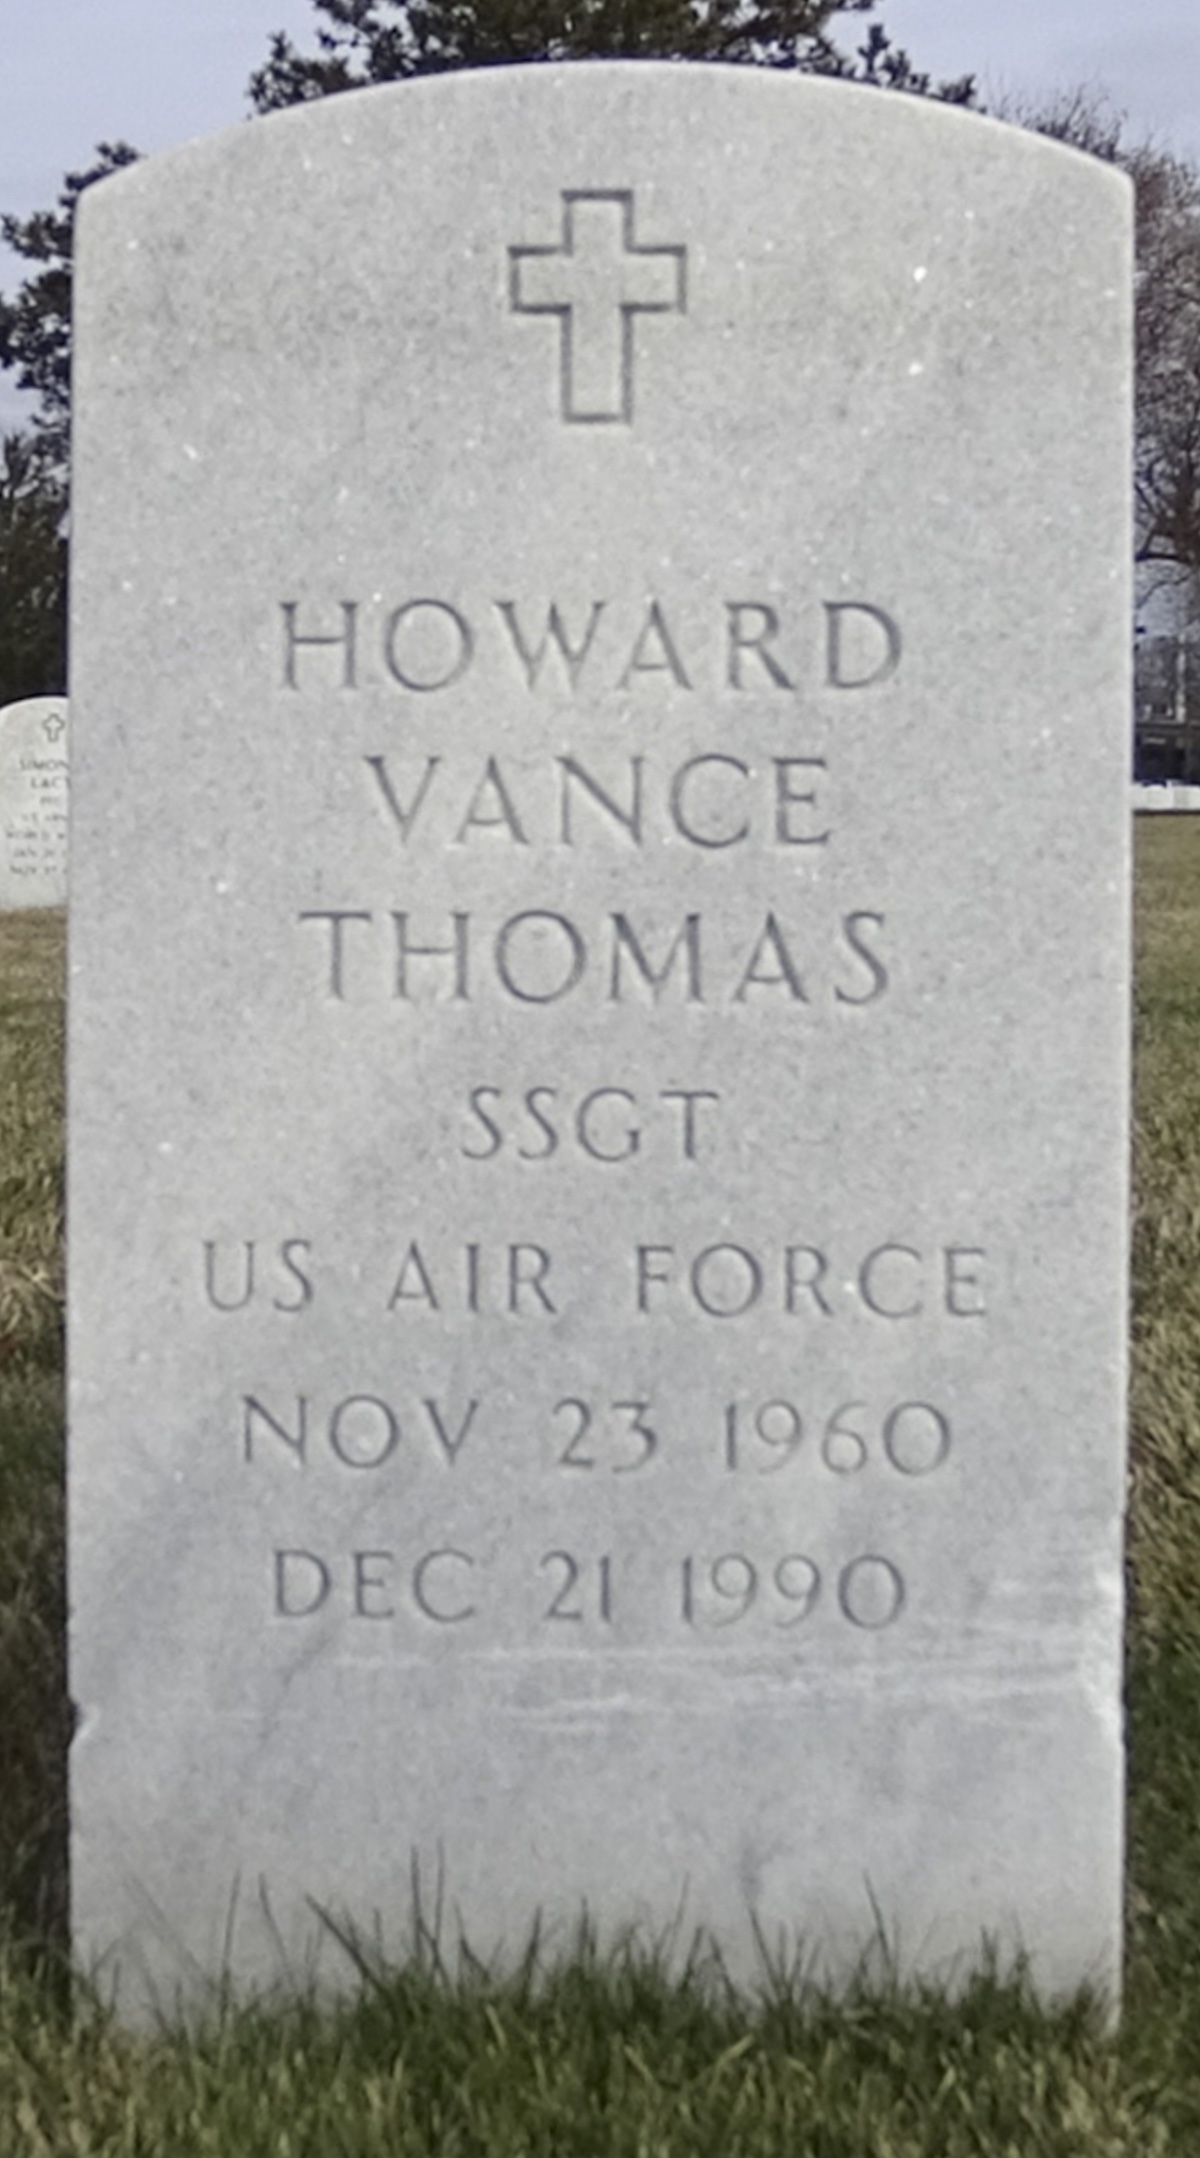 HOWARD
VANCE
THOMAS
SSGT
US AIR FORCE
NOV 23 1960
DEC 21 1990